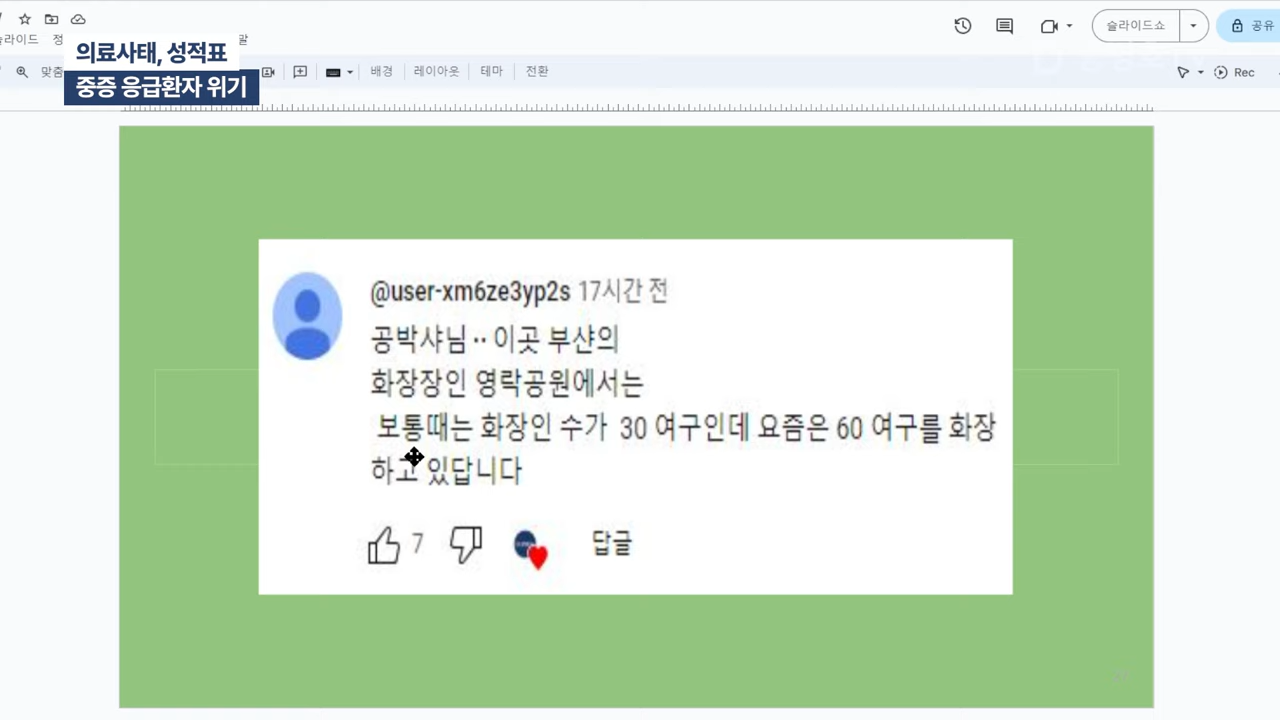 슬라이드쇼
공유
의료사태, 성적표
중증 응급환자 위기
배경
레이아웃
테마
전환
Rec
@user-xm6ze3yp2s 17시간 전
공박샤님·· 이곳 부샨의
화장장인 영락공원에서는
보통때는 화장인 수가 30 여구인데 요즘은 60 여구를 화장
하고 있답니다
7
답글